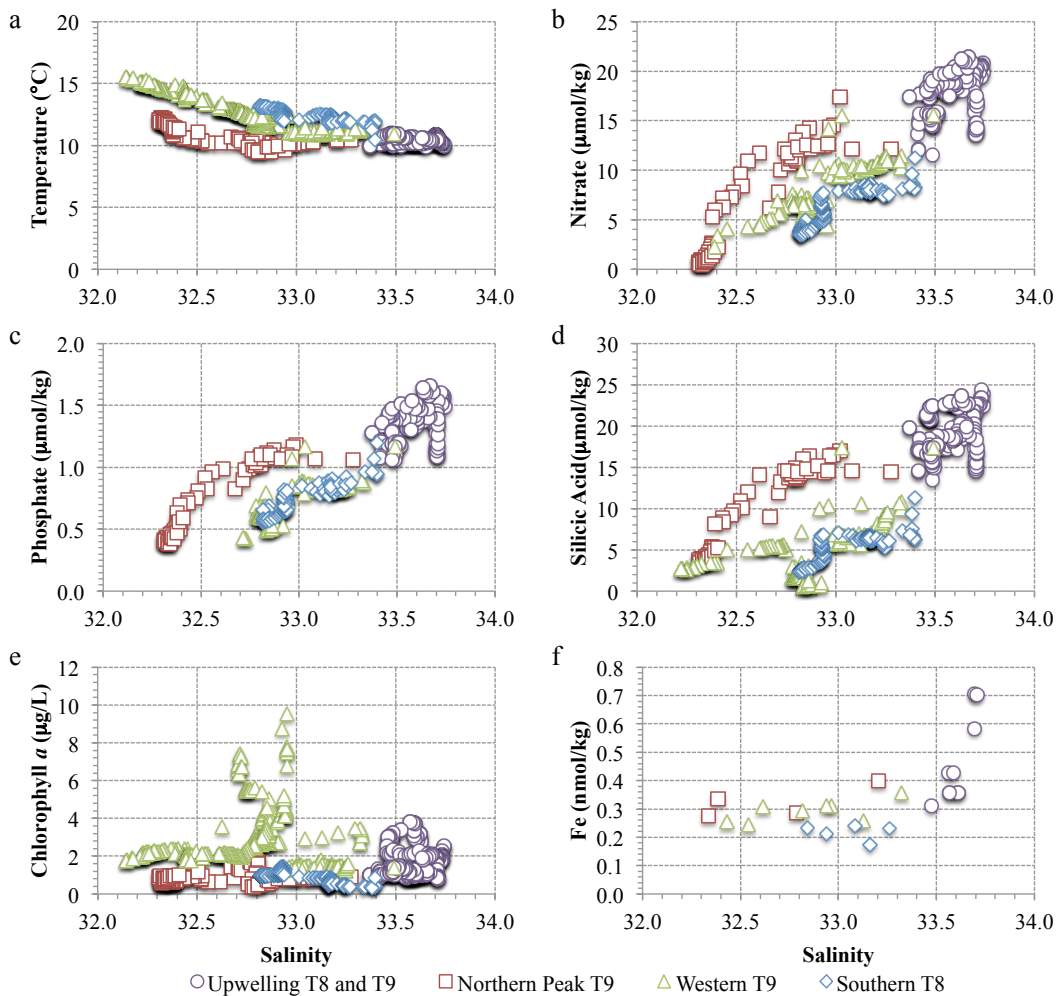 a
Temperature (°C)
20
15
10
5
0
32.0 32.5 33.0 33.5 34.0
b
Nitrate (µmol/kg)
25
20
15
10
5
0
32.0 32.5 33.0 33.5 34.0
c
Phosphate (µmol/kg)
2.0
1.5
1.0
0.5
0.0
32.0 32.5 33.0 33.5 34.0
d
Silicic Acid(µmol/kg)
30
25
20
15
10
5
0
32.0 32.5 33.0 33.5 34.0
e
Chlorophyll a (µg/L)
12
10
8
6
4
2
0
32.0 32.5 33.0 33.5 34.0
Salinity
f
Fe (nmol/kg)
0.8
0.7
0.6
0.5
0.4
0.3
0.2
0.1
0.0
32.0 32.5 33.0 33.5 34.0
Salinity
Upwelling T8 and T9 Northern Peak T9 Western T9 Southern T8